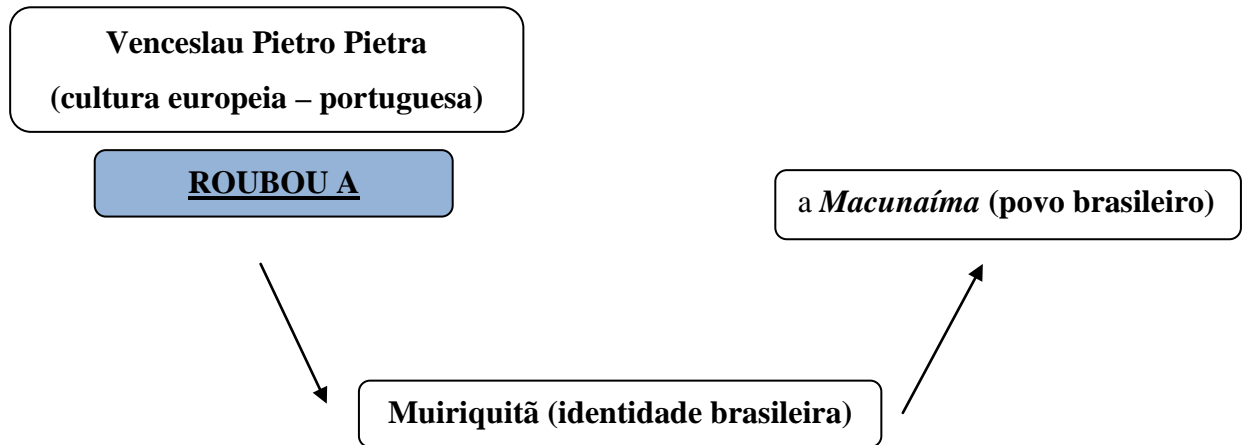 Venceslau Pietro Pietra
(cultura europeia – portuguesa)
ROUBOU A
a Macunaíma (povo brasileiro)
Muiriquitã (identidade brasileira)